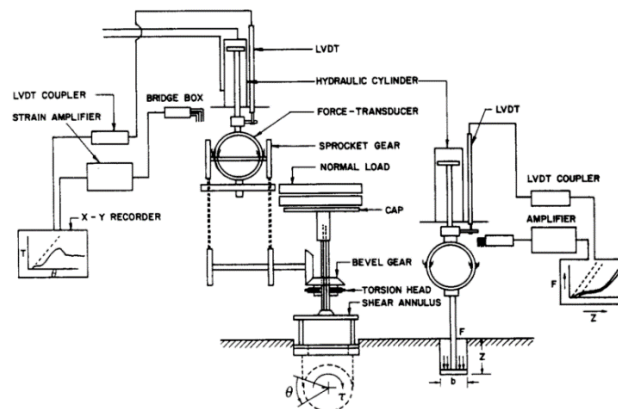 LVDT
HYDRAULIC CYLINDER
LVDT
LVDT COUPLER
STRAIN AMPLIFIER
BRIDGE BOX
FORCE-TRANSDUCER
SPROCKET GEAR
NORMAL LOAD
CAP
LVDT COUPLER
AMPLIFIER
X-Y RECORDER
T
θ
BEVEL GEAR
TORSION HEAD
SHEAR ANNULUS
F
Z
F
Z
b
θ
τ